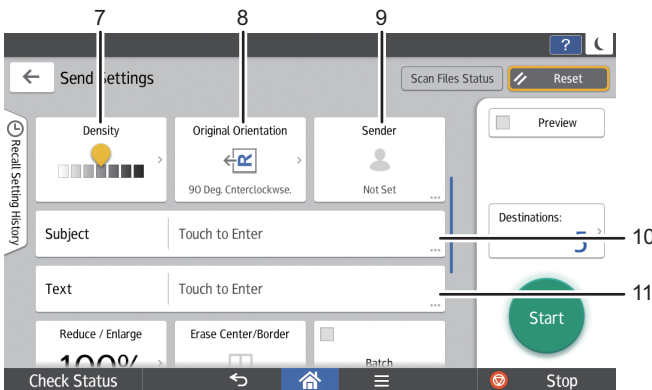 7 8 9
?
Send Settings Scan Files Status Reset
Recall Setting History
Density Original Orientation Sender Preview
R
90 Deg. Cnterclockwse. Not Set
Destinations:
Subject Touch to Enter 5 10
Text Touch to Enter 11
Start
Reduce / Enlarge Erase Center/Border
100% Batch
Check Status Stop